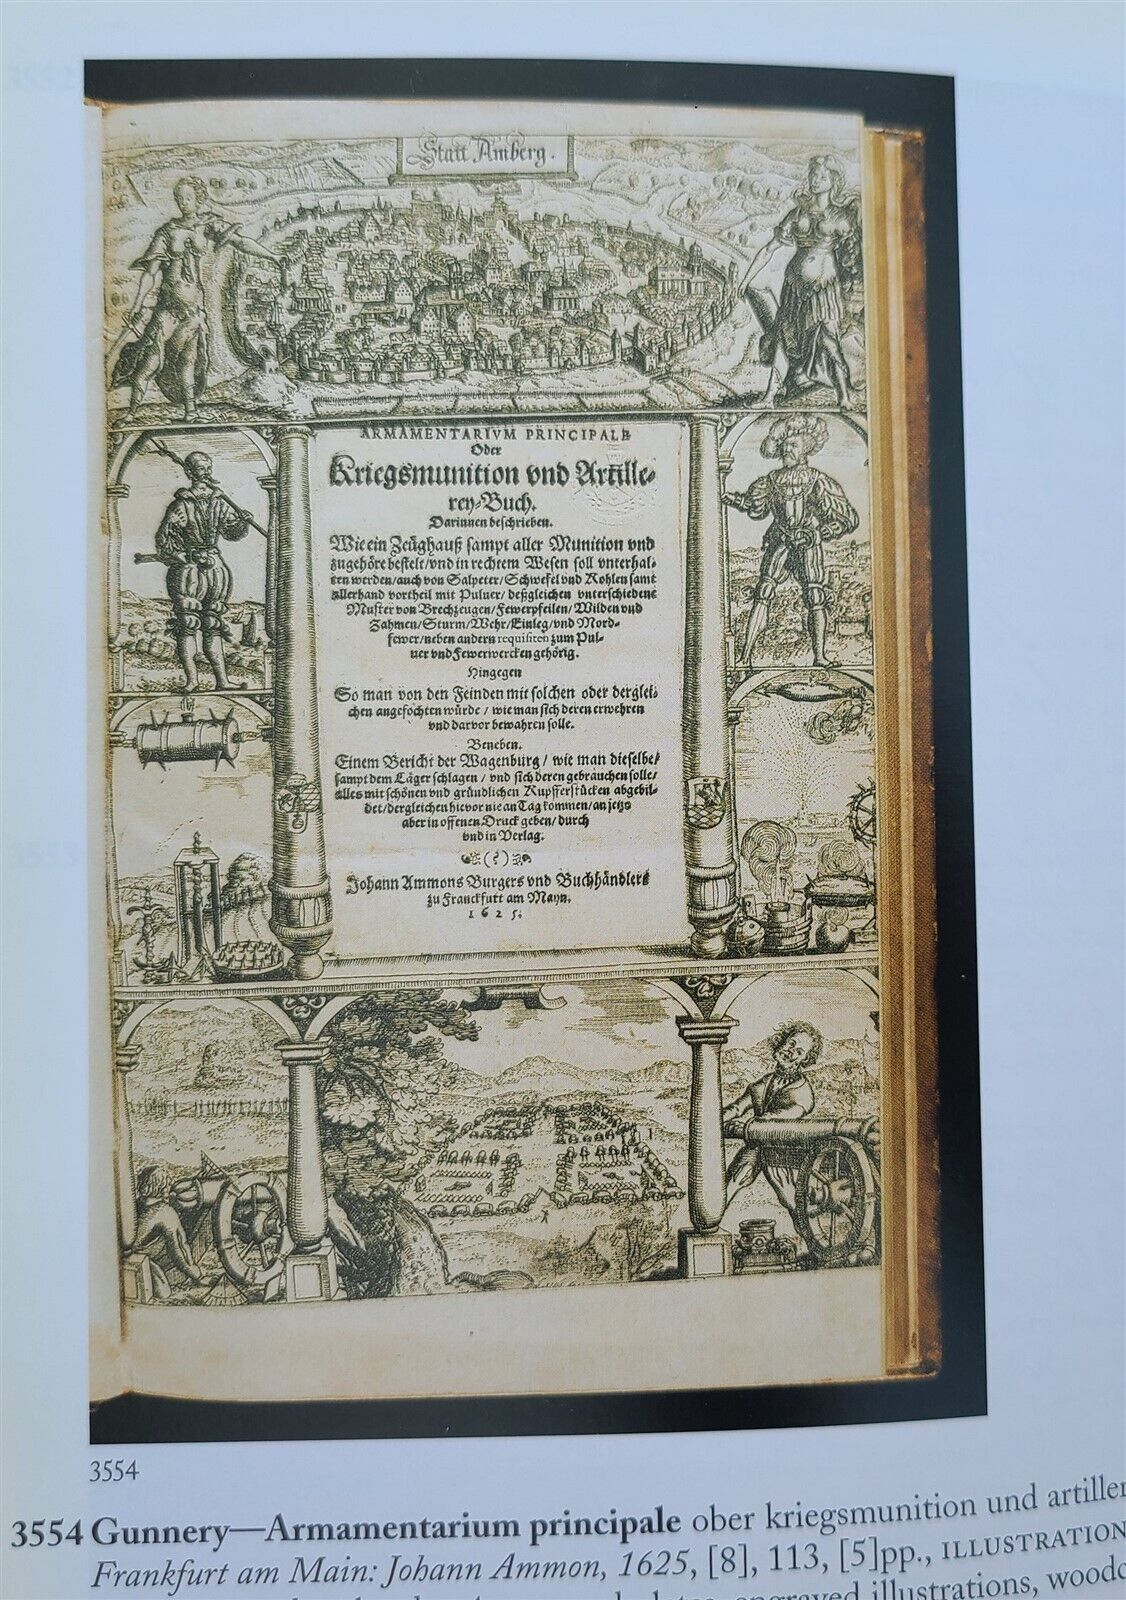 Statt Amberg.
ARMAMENTARIVM PRINCIPALE
Oder
Kriegsmunition vnd Artille-
rey-Buch.
Darinnen beschrieben.
Wie ein Zeüghauß sampt aller Munition vnd
zugehöre bestelt/vnd in rechtem Wesen soll vnterhal-
ten werden/auch von Salpeter/Schwefel vnd Kohlen samt
allerhand vortheil mit Puluer/deßgleichen vnterschiedene
Muster von Brechzeugen/Fewerpfeilen/Wilden vnd
Zahmen/Sturm/Wehr/Einleg/vnd Mord-
fewer/neben andern requisiten zum Pul-
uer vnd Fewerwercken gehörig.
Hingegen
So man von den Feinden mit solchen oder derglei-
chen angefochten würde/wie man sich deren erwehren
vnd darvor bewahren solle.
Beneben.
Einem Bericht der Wagenburg/wie man dieselbe/
sampt dem Läger schlagen/vnd sich deren gebrauchen solle/
alles mit schönen vnd gründlichen Kupfferstücken abgebil-
det/dergleichen hievor nie an Tag kommen/an jetzo
aber in offenen Druck geben/durch
vnd in Verlag.
(?)
Johann Ammons Burgers vnd Buchhändlers
zu Franckfurt am Mayn.
1625.
3554
3554 Gunnery—Armamentarium principale ober kriegsmunition und artiller
Frankfurt am Main: Johann Ammon, 1625, [8], 113, [5]pp., ILLUSTRATION
engraved illustrations, woodc